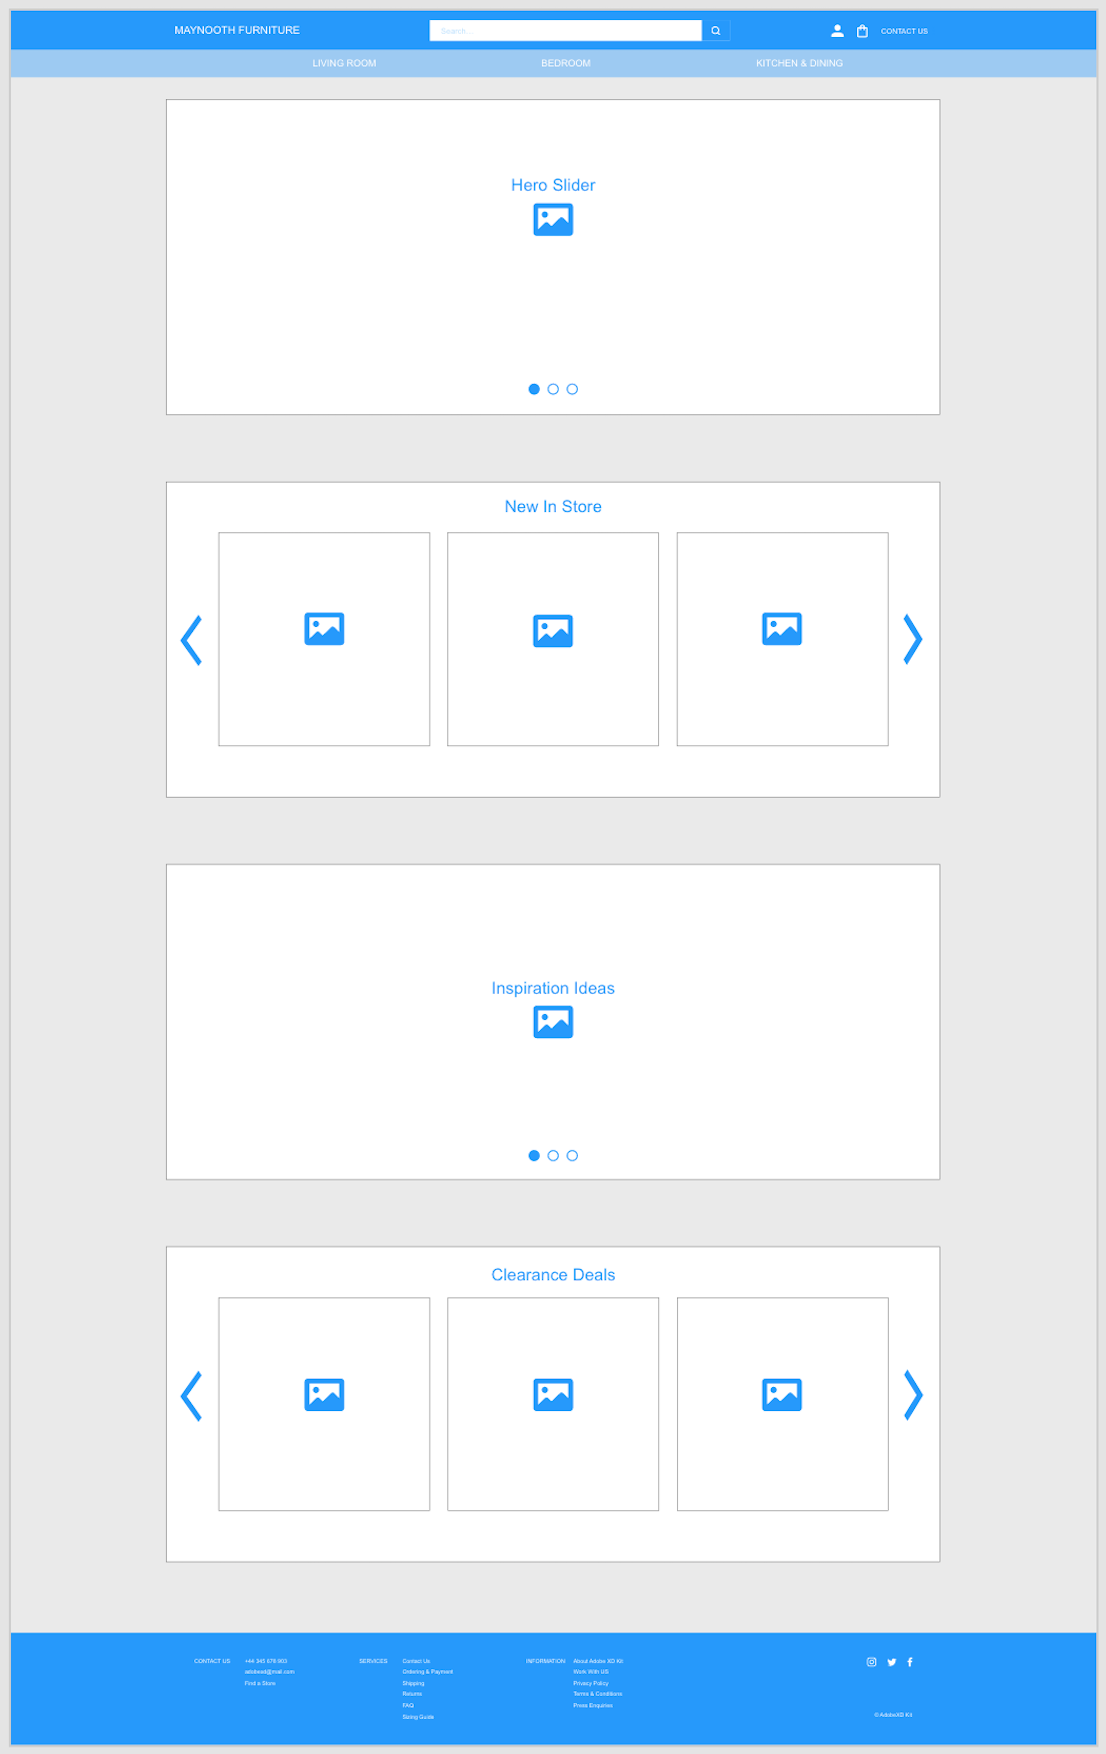 MAYNOOTH FURNITURE
Search...
CONTACT US
LIVING ROOM
BEDROOM
KITCHEN & DINING
Hero Slider
New In Store
Inspiration Ideas
Clearance Deals
CONTACT US
+44 345 678 903
adobexd@mail.com
Find a Store
SERVICES
Contact Us
Ordering & Payment
Shipping
Returns
FAQ
Sizing Guide
INFORMATION
About Adobe XD Kit
Work With US
Privacy Policy
Terms & Conditions
Press Enquiries
© AdobeXD Kit